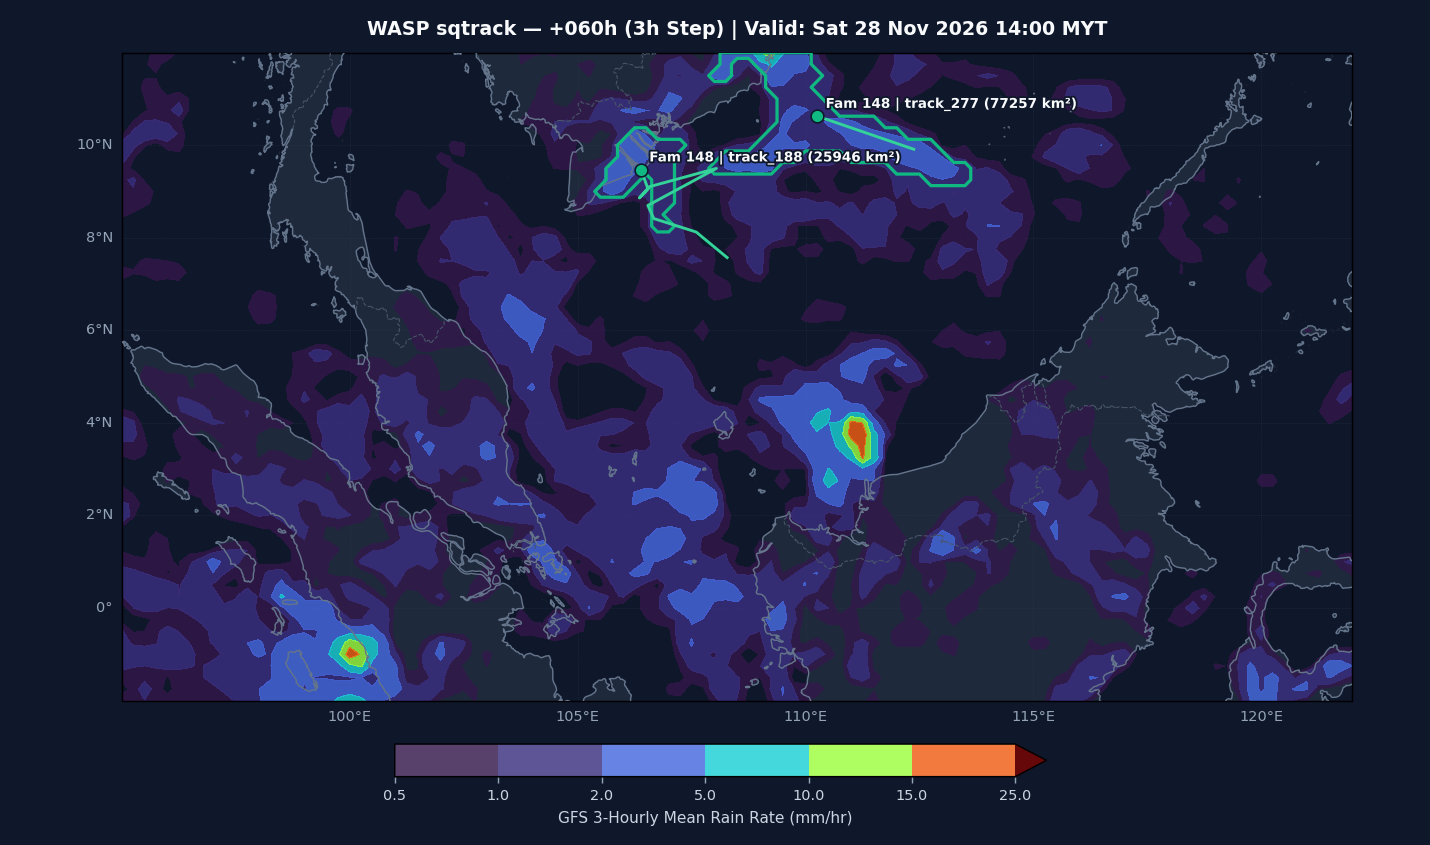 WASP sqtrack — +060h (3h Step) | Valid: Sat 28 Nov 2026 14:00 MYT
Fam 148 | track_277 (77257 km²)
10°N
Fam 148 | track_188 (25946 km²)
8°N
6°N
4°N
2°N
0°
100°E 105°E 110°E 115°E 120°E
0.5 1.0 2.0 5.0 10.0 15.0 25.0
GFS 3-Hourly Mean Rain Rate (mm/hr)